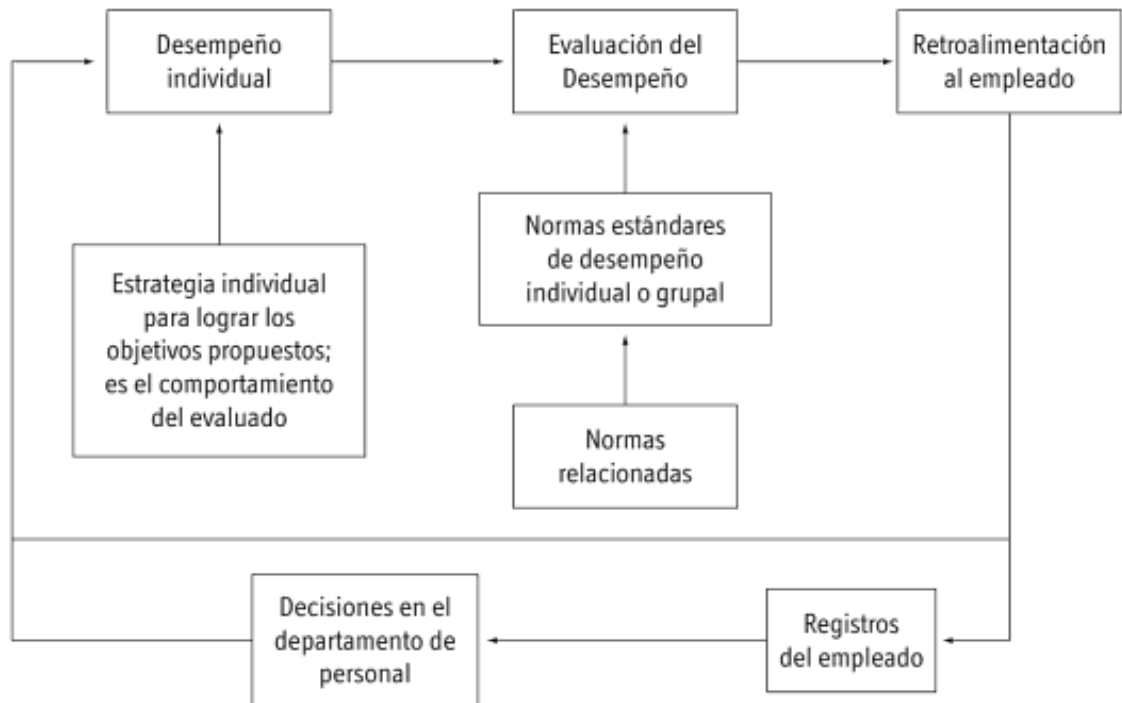 Desempeño
individual
Evaluación del
Desempeño
Retroalimentación
al empleado
Estrategia individual
para lograr los
objetivos propuestos;
es el comportamiento
del evaluado
Normas estándares
de desempeño
individual o grupal
Normas
relacionadas
Decisiones en el
departamento de
personal
Registros
del empleado